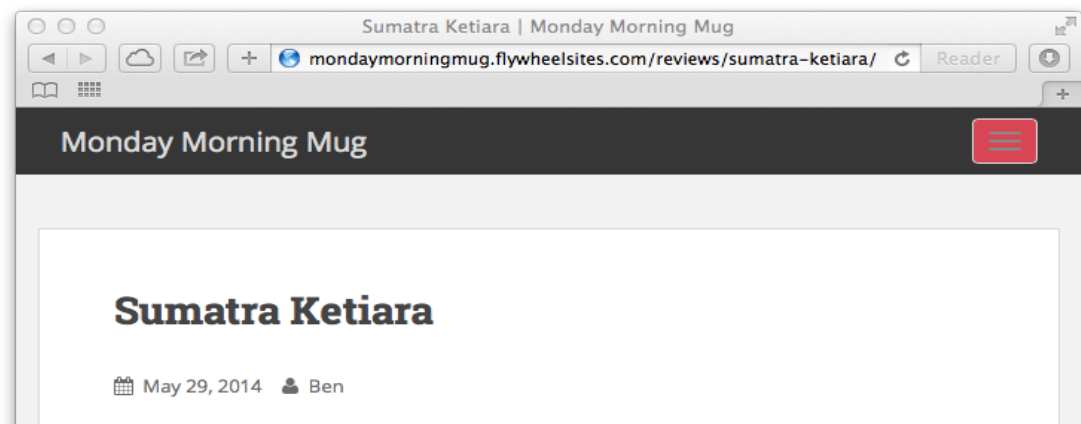 Sumatra Ketiara | Monday Morning Mug
mondaymorningmug.flywheelsites.com/reviews/sumatra-ketiara/ Reader
Monday Morning Mug
Sumatra Ketiara
May 29, 2014 Ben